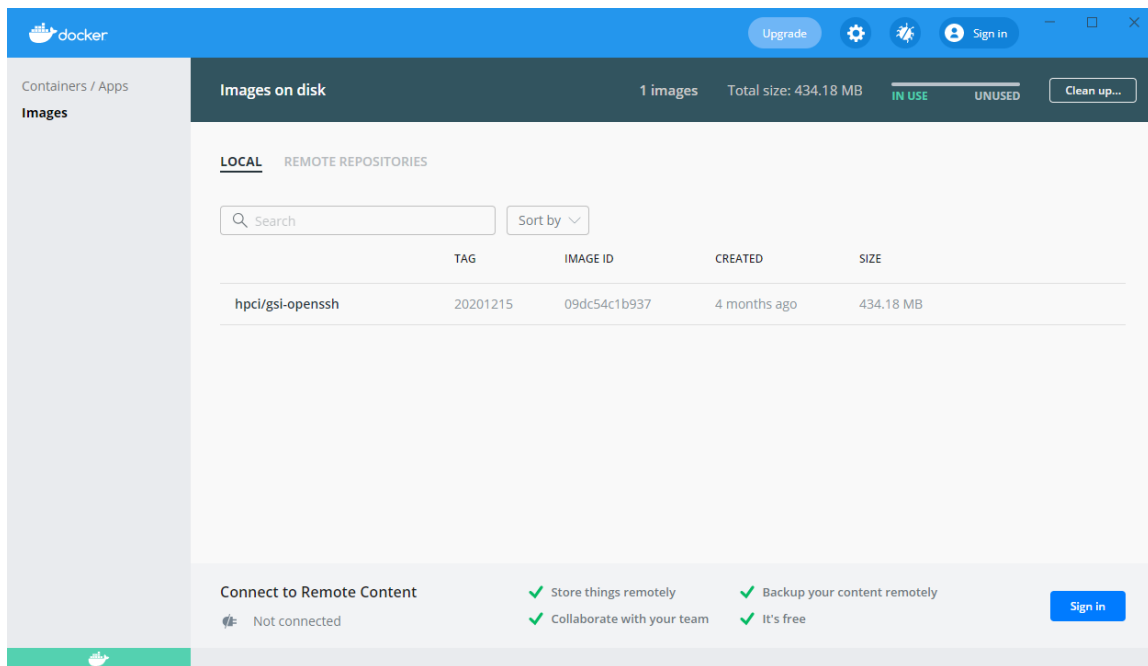 docker Upgrade Sign in
Containers / Apps
Images
Images on disk 1 images Total size: 434.18 MB IN USE UNUSED Clean up...
LOCAL REMOTE REPOSITORIES
Search Sort by
TAG IMAGE ID CREATED SIZE
hpci/gsi-openssh 20201215 09dc54c1b937 4 months ago 434.18 MB
Connect to Remote Content Store things remotely Backup your content remotely
Not connected Collaborate with your team It's free Sign in